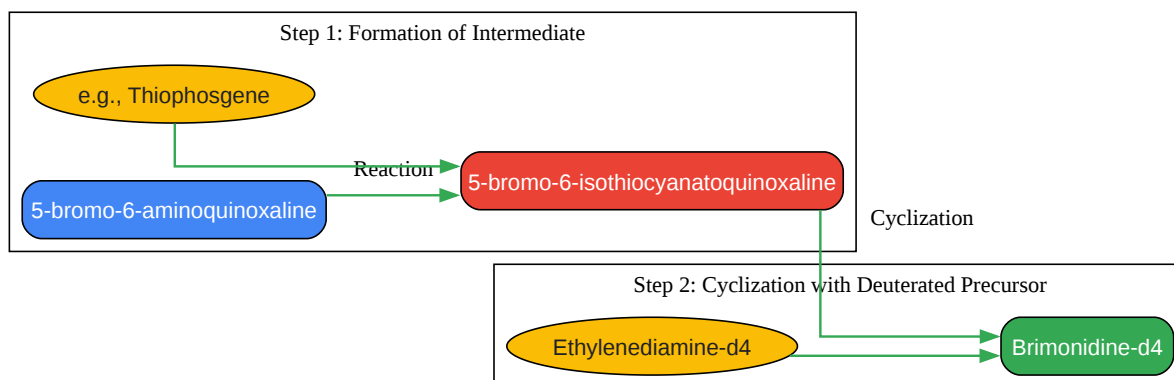 Step 1: Formation of Intermediate
e.g., Thiophosgene
Reaction
5-bromo-6-isothiocyanatoquinoxaline
5-bromo-6-aminoquinoxaline
Cyclization
Step 2: Cyclization with Deuterated Precursor
Ethylenediamine-d4
Brimonidine-d4